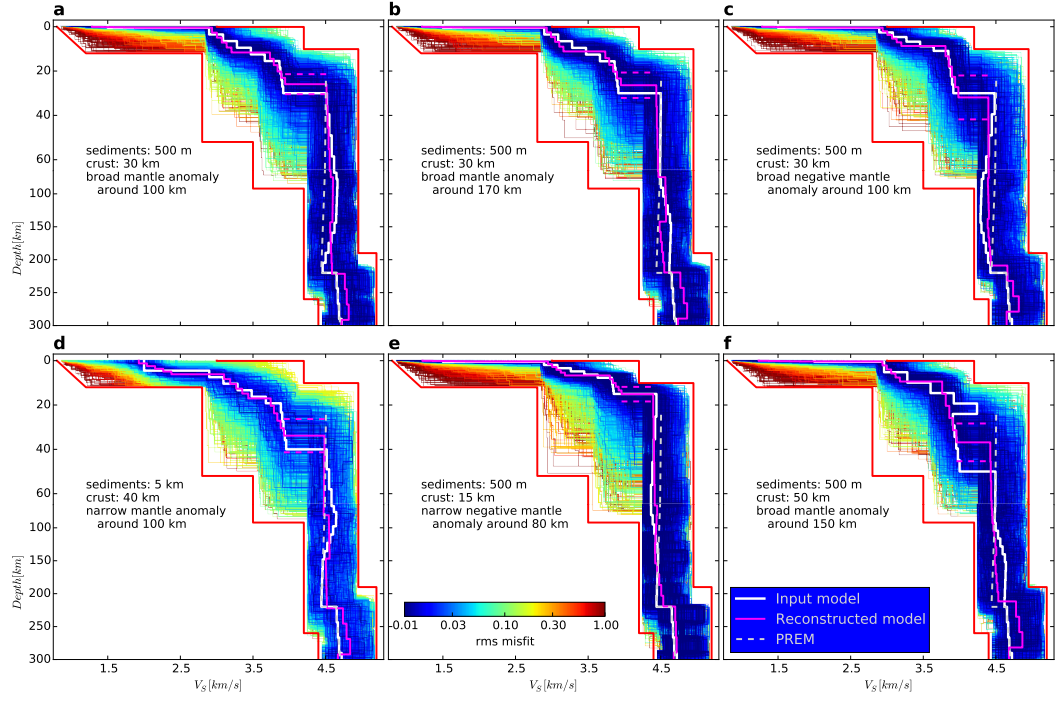 a
b
c
0
20
40
60
100
150
200
250
300
Depth[km]
sediments: 500 m
crust: 30 km
broad mantle anomaly
around 100 km
sediments: 500 m
crust: 30 km
broad mantle anomaly
around 170 km
sediments: 500 m
crust: 30 km
broad negative mantle
anomaly around 100 km
d
e
f
0
20
40
60
100
150
200
250
300
Depth[km]
sediments: 5 km
crust: 40 km
narrow mantle anomaly
around 100 km
sediments: 500 m
crust: 15 km
narrow negative mantle
anomaly around 80 km
sediments: 500 m
crust: 50 km
broad mantle anomaly
around 150 km
-0.01 0.03 0.10 0.30 1.00
rms misfit
Input model
Reconstructed model
PREM
1.5 2.5 3.5 4.5
1.5 2.5 3.5 4.5
1.5 2.5 3.5 4.5
V_S[km/s]
V_S[km/s]
V_S[km/s]